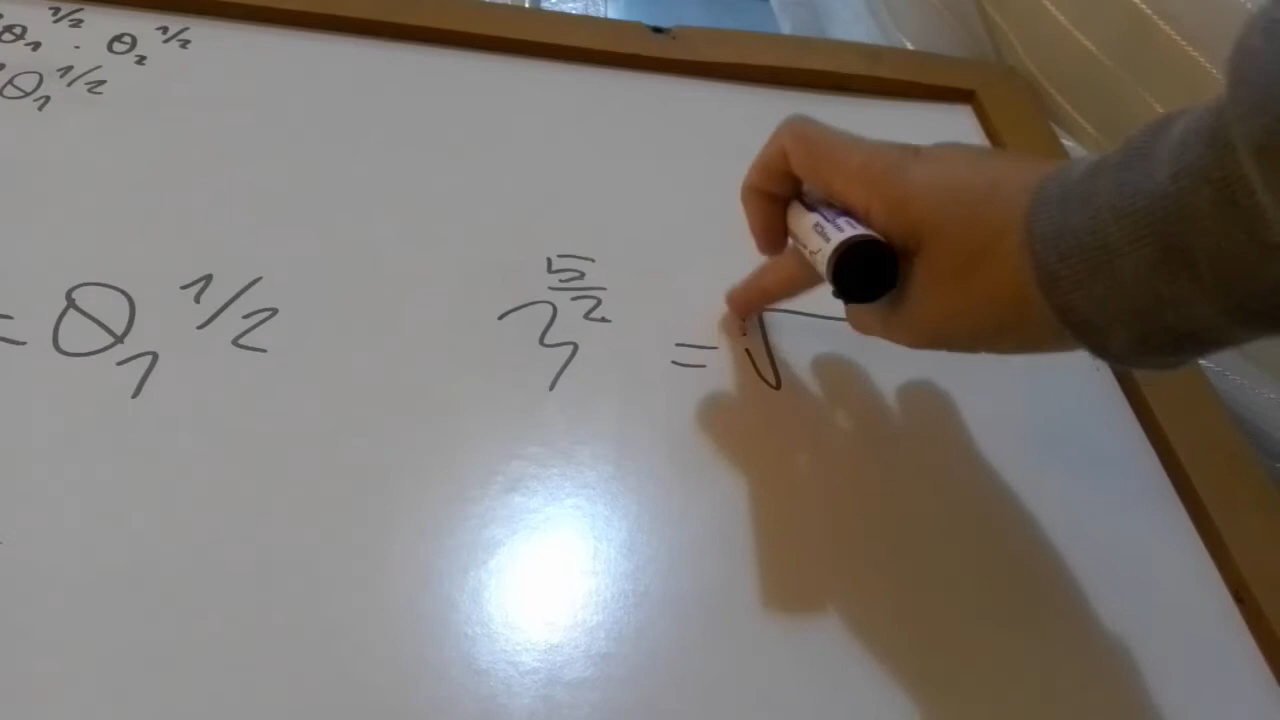 θ₁^1/2 · θ₂^1/2
θ₁^1/2
= θ₁^1/2
3^5/2 = √